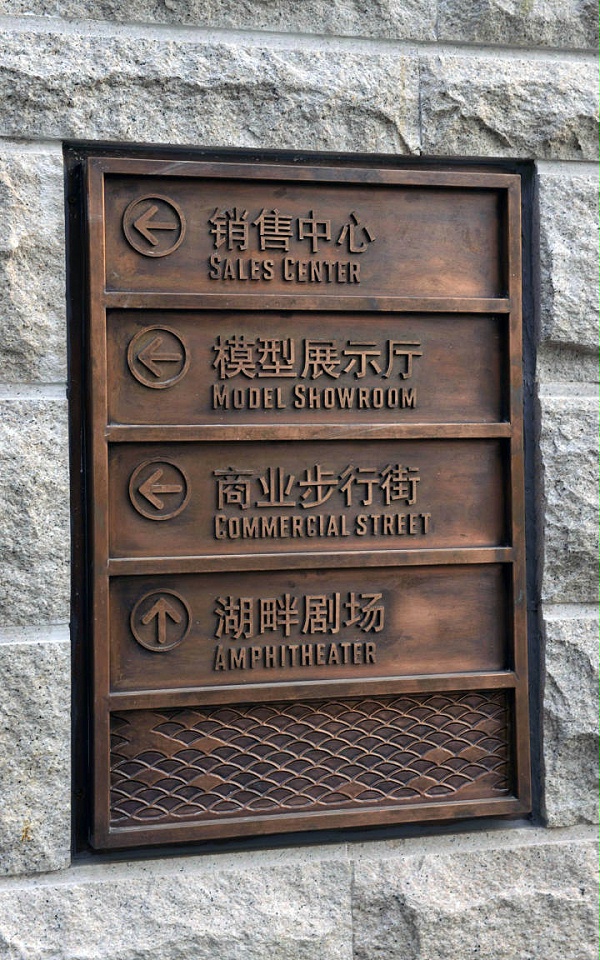 销售中心
SALES CENTER
模型展示厅
MODEL SHOWROOM
商业步行街
COMMERCIAL STREET
湖畔剧场
AMPHITHEATER